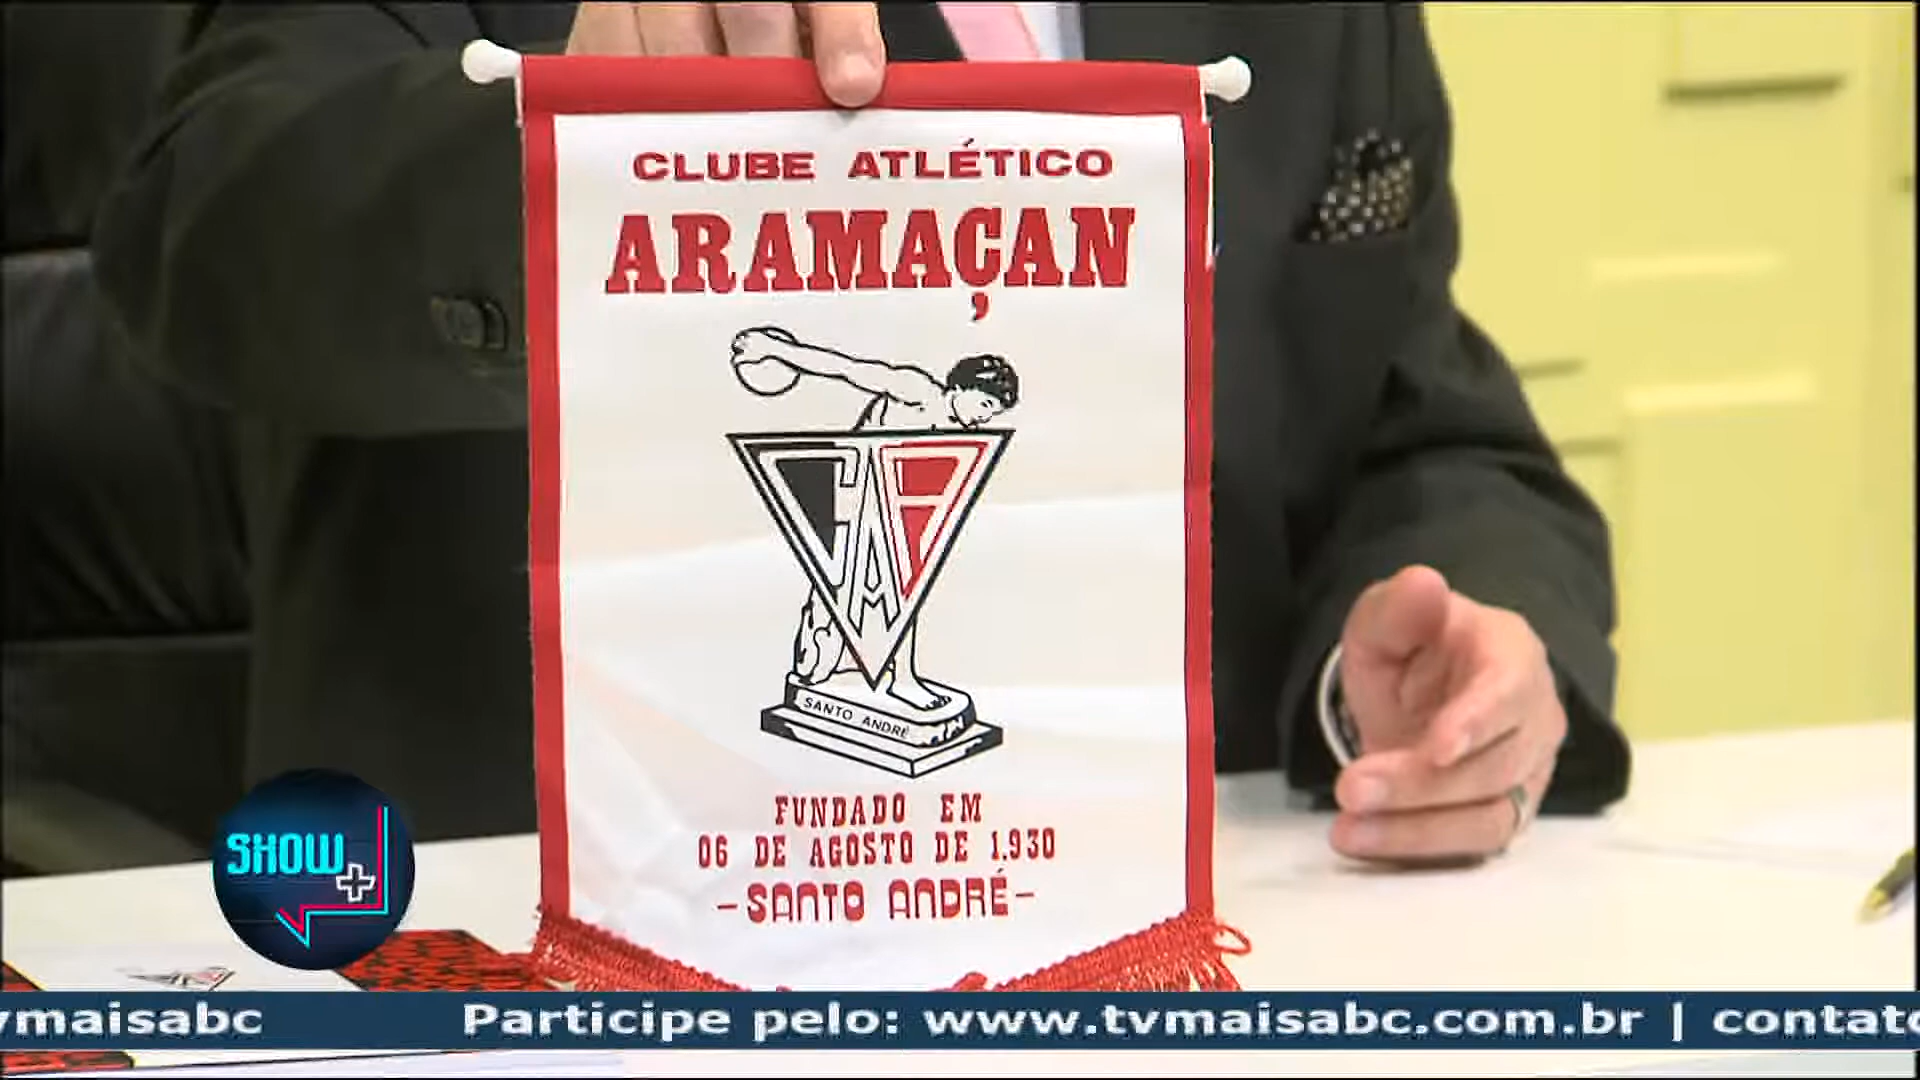 CLUBE ATLÉTICO
ARAMAÇAN
CAA
SANTO ANDRÉ
FUNDADO EM
06 DE AGOSTO DE 1.930
-SANTO ANDRÉ-
SHOW+
vmaisabc Participe pelo: www.tvmaisabc.com.br | contato